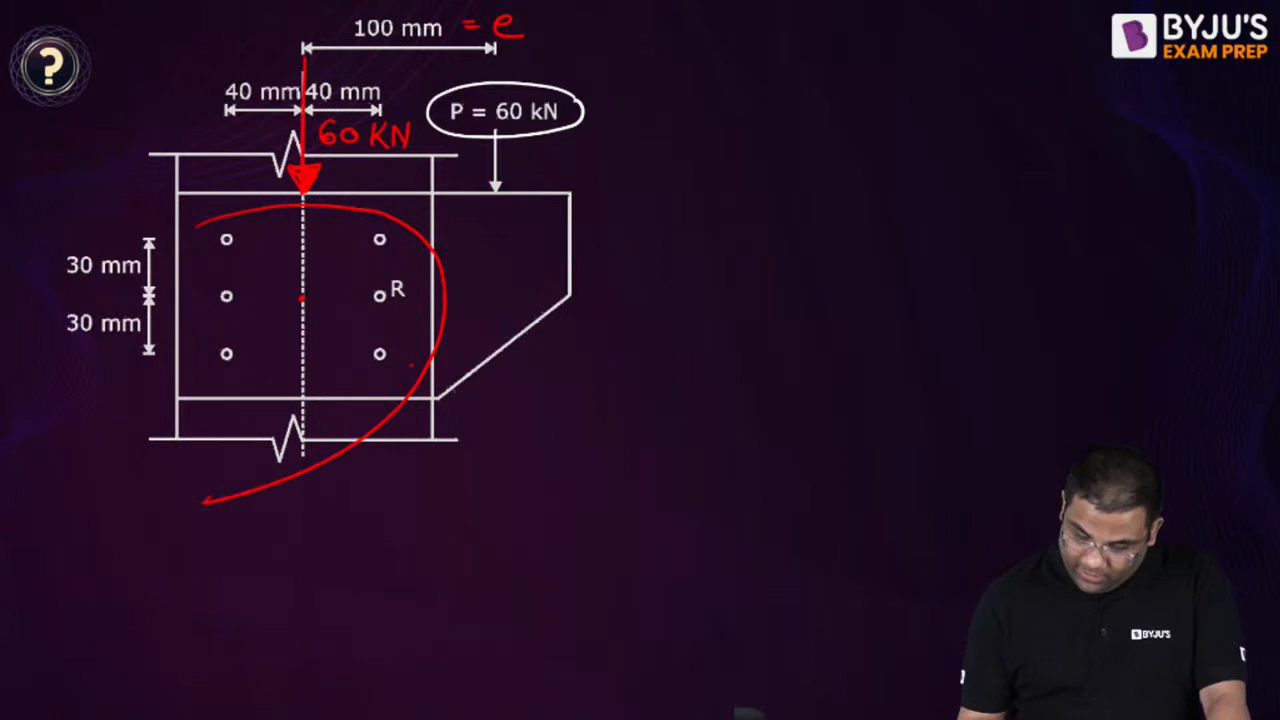 100 mm = e
BYJU'S
EXAM PREP
?
40 mm 40 mm
P = 60 kN
60 KN
30 mm
R
30 mm
BYJU'S